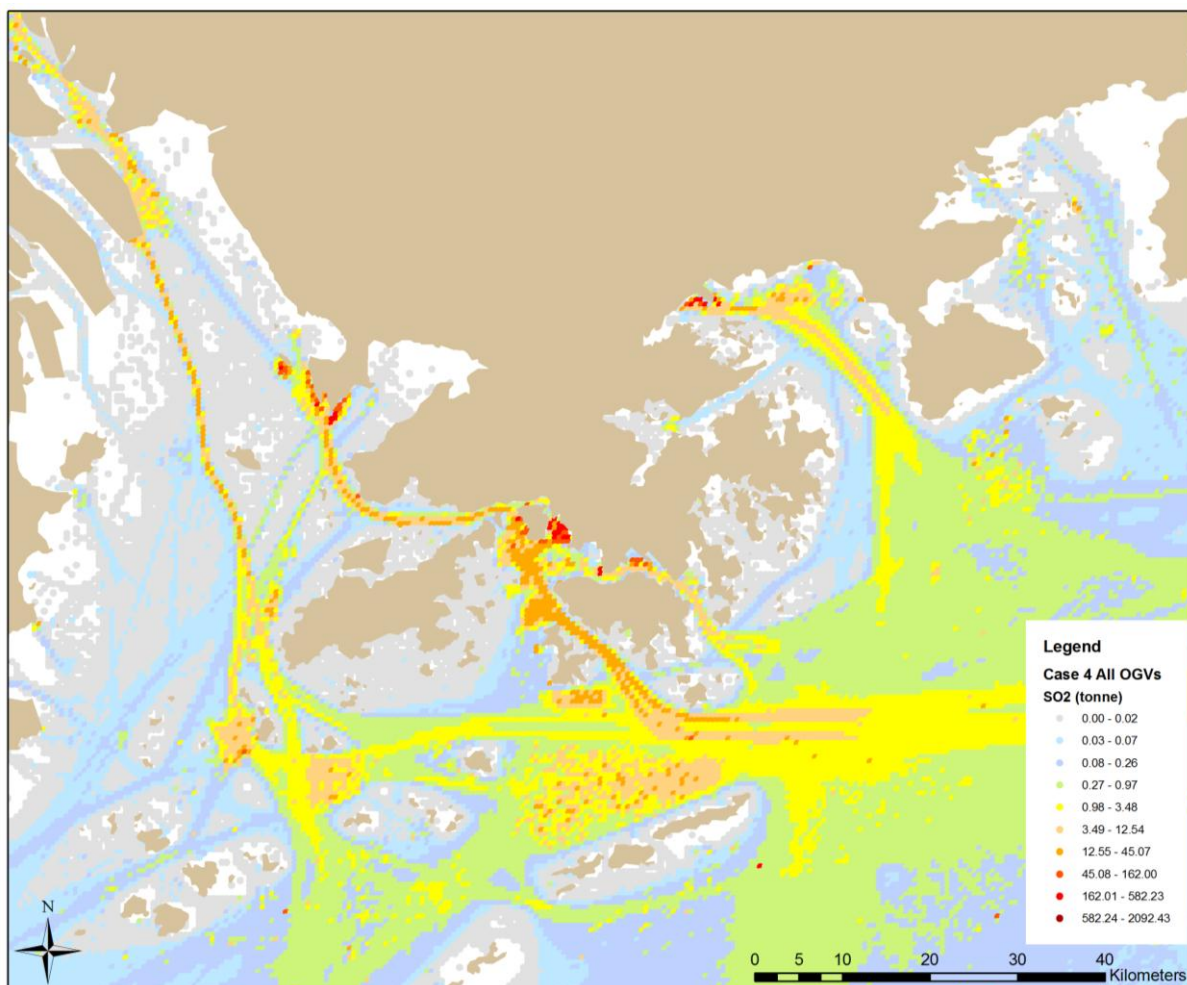 Legend
Case 4 All OGVs
SO2 (tonne)
0.00 - 0.02
0.03 - 0.07
0.08 - 0.26
0.27 - 0.97
0.98 - 3.48
3.49 - 12.54
12.55 - 45.07
45.08 - 162.00
162.01 - 582.23
582.24 - 2092.43
N
0 5 10 20 30 40
Kilometers